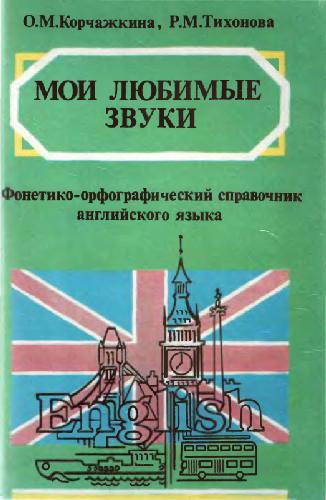 О.М.Корчажкина, Р.М.Тихонова
МОИ ЛЮБИМЫЕ
ЗВУКИ
Фонетико-орфографический справочник
английского языка
English